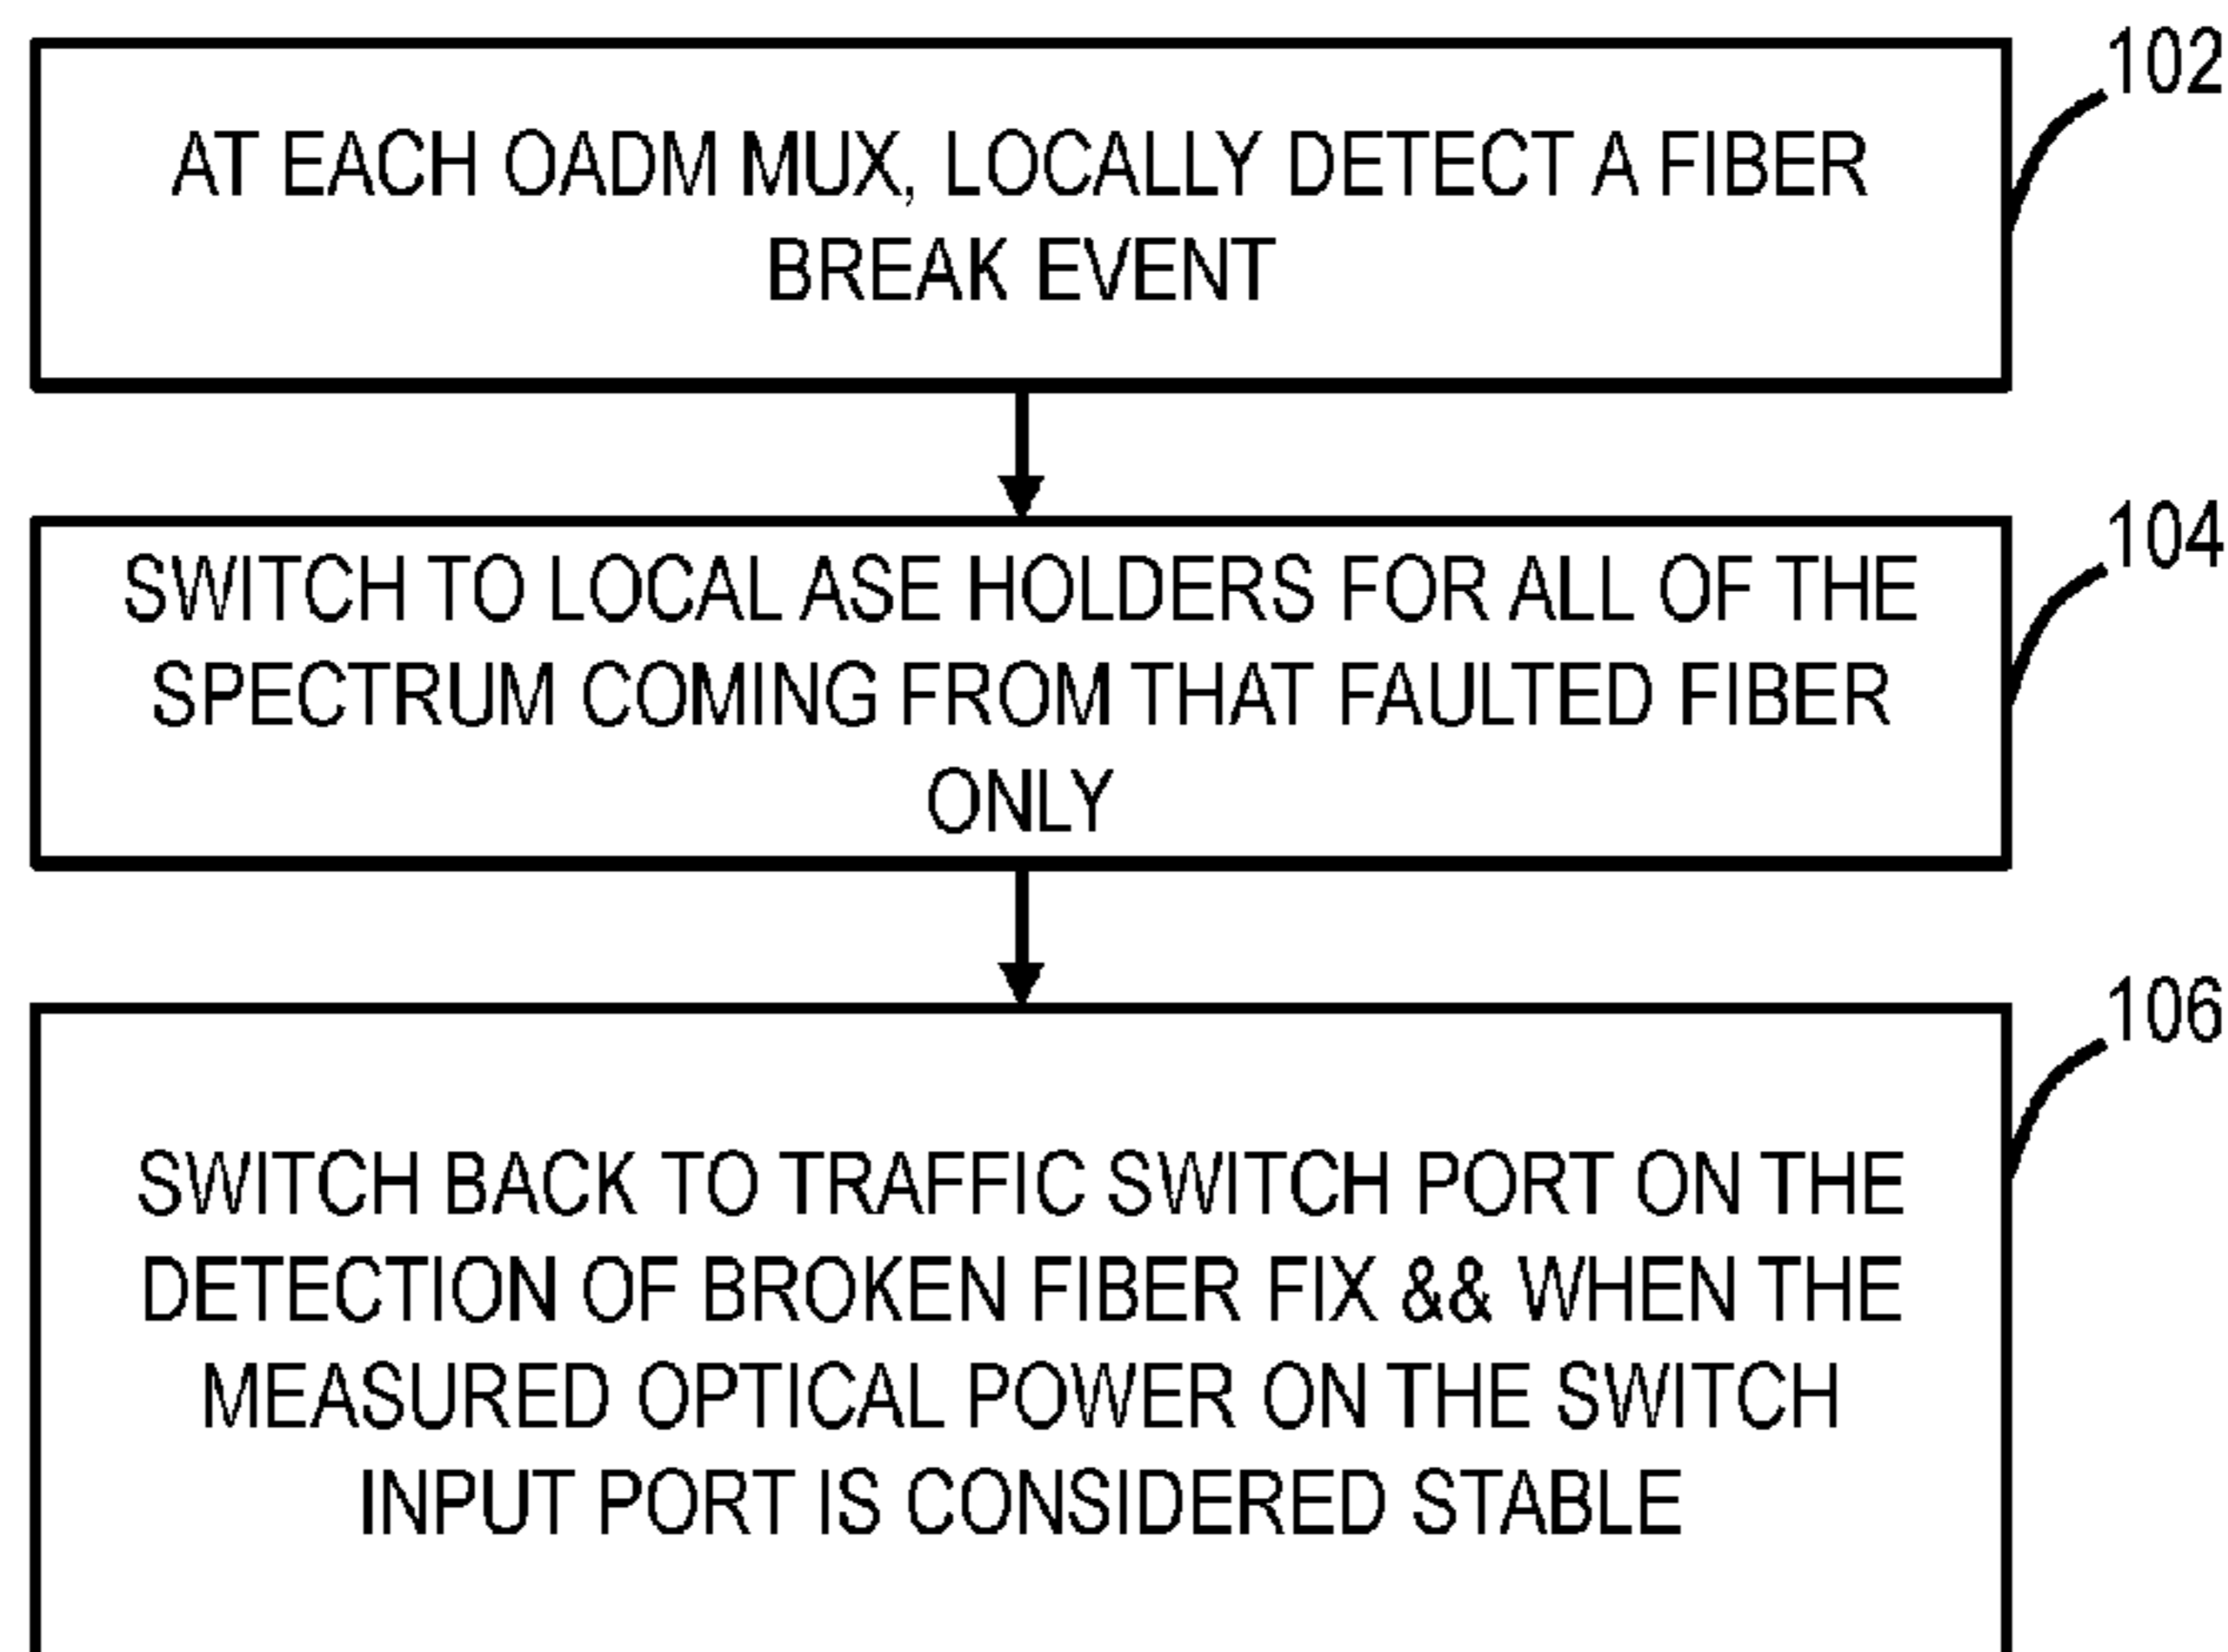 102
AT EACH OADM MUX, LOCALLY DETECT A FIBER
BREAK EVENT
104
SWITCH TO LOCAL ASE HOLDERS FOR ALL OF THE
SPECTRUM COMING FROM THAT FAULTED FIBER
ONLY
106
SWITCH BACK TO TRAFFIC SWITCH PORT ON THE
DETECTION OF BROKEN FIBER FIX && WHEN THE
MEASURED OPTICAL POWER ON THE SWITCH
INPUT PORT IS CONSIDERED STABLE